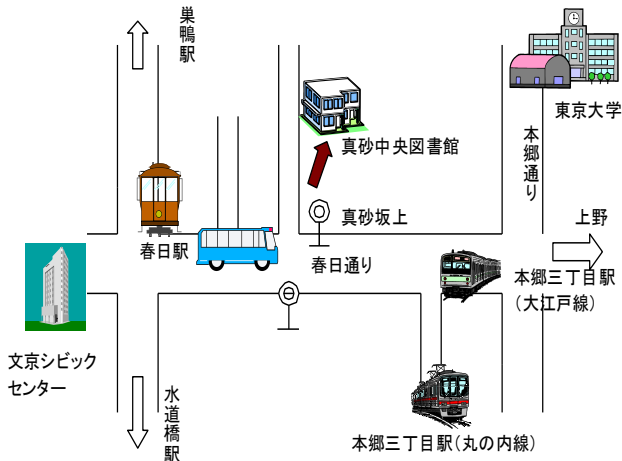 巣鴨駅
東京大学
本郷通り
真砂中央図書館
真砂坂上
上野
春日駅
春日通り
本郷三丁目駅
(大江戸線)
文京シビック
センター
水道橋駅
本郷三丁目駅(丸の内線)